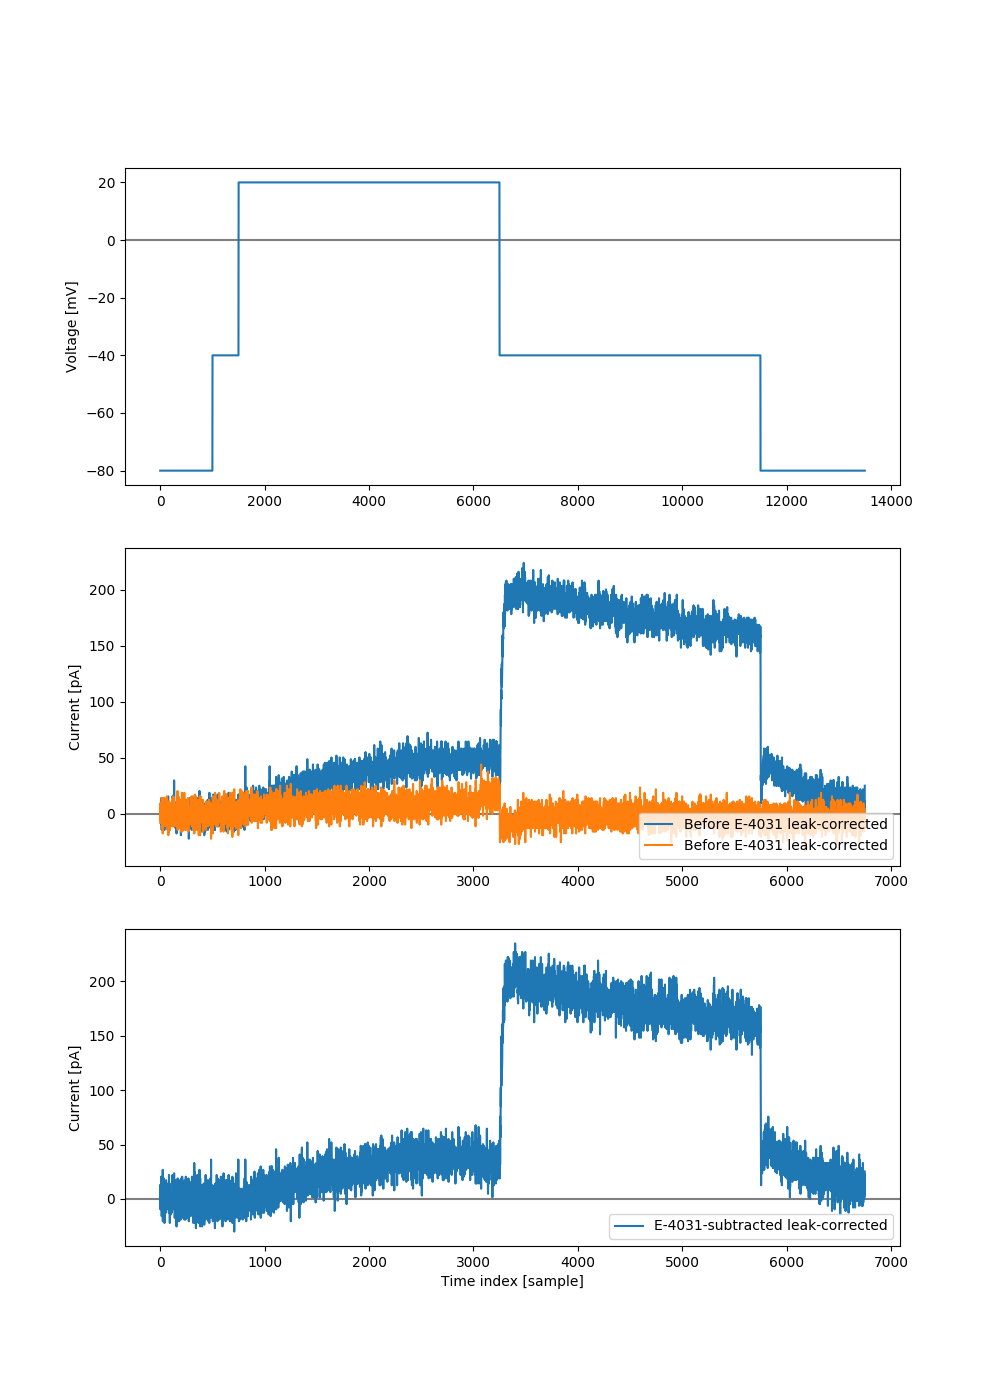 20
0
−20
−40
−60
−80
Voltage [mV]
0 2000 4000 6000 8000 10000 12000 14000
200
150
100
50
0
Current [pA]
Before E-4031 leak-corrected
Before E-4031 leak-corrected
0 1000 2000 3000 4000 5000 6000 7000
200
150
100
50
0
Current [pA]
E-4031-subtracted leak-corrected
0 1000 2000 3000 4000 5000 6000 7000
Time index [sample]